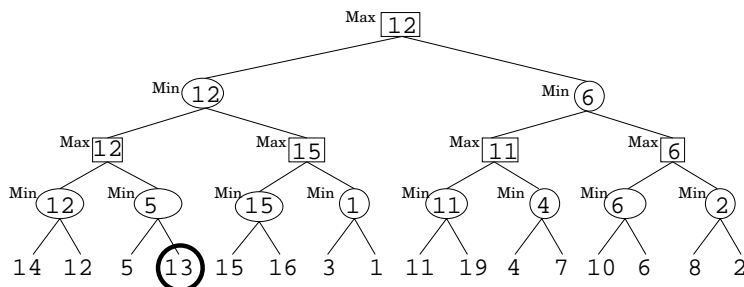 Max 12
Min 12 Min 6
Max 12 Max 15 Max 11 Max 6
Min 12 Min 5 Min 15 Min 1 Min 11 Min 4 Min 6 Min 2
14 12 5 13 15 16 3 1 11 19 4 7 10 6 8 2